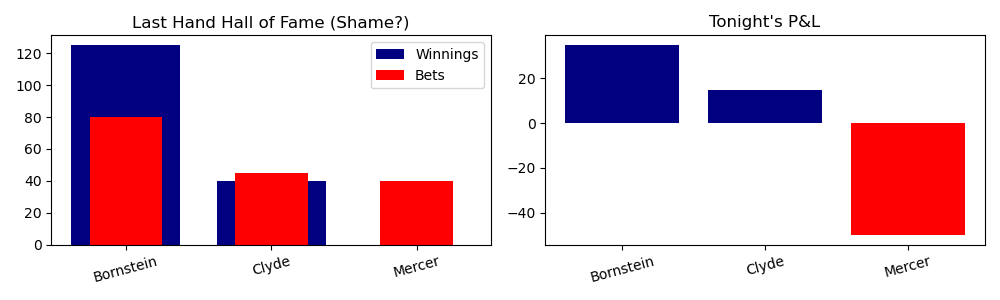 Last Hand Hall of Fame (Shame?)
Winnings
Bets
120
100
80
60
40
20
0
Bornstein
Clyde
Mercer
Tonight's P&L
20
0
−20
−40
Bornstein
Clyde
Mercer